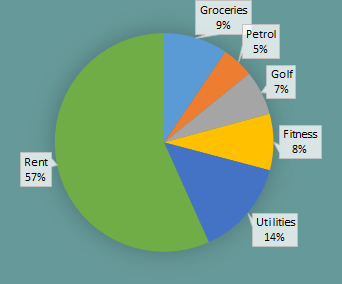 Groceries
9%
Petrol
5%
Golf
7%
Fitness
8%
Utilities
14%
Rent
57%